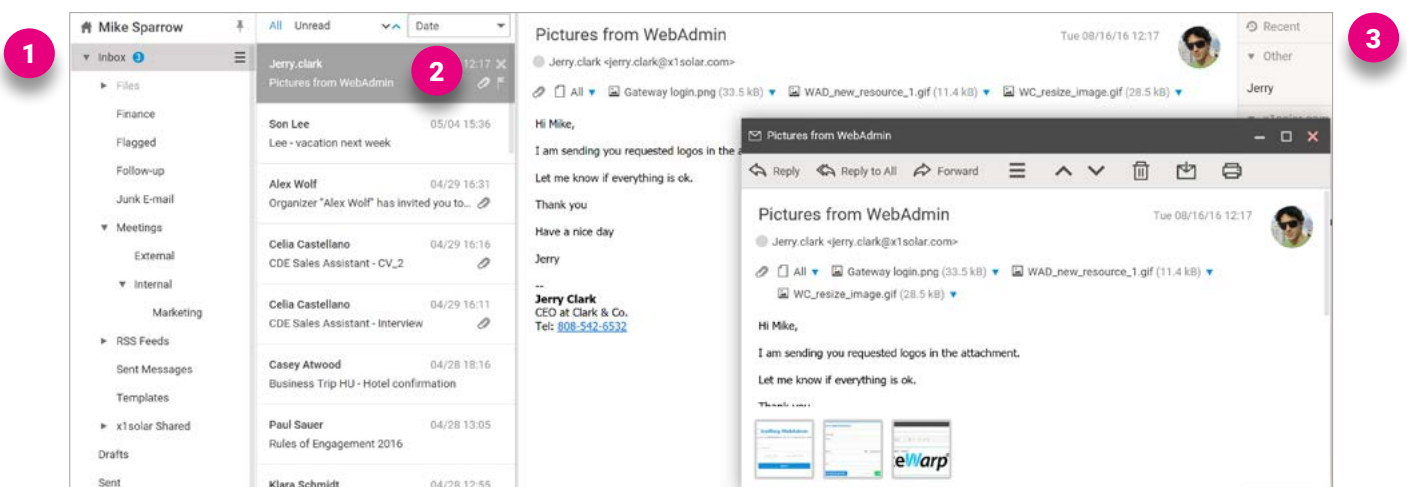 1
Mike Sparrow
Inbox 3
Files
Finance
Flagged
Follow-up
Junk E-mail
Meetings
External
Internal
Marketing
RSS Feeds
Sent Messages
Templates
x1solar Shared
Drafts
Sent
All Unread Date
2
Jerry.clark 12:17
Pictures from WebAdmin
Son Lee 05/04 15:36
Lee - vacation next week
Alex Wolf 04/29 16:31
Organizer "Alex Wolf" has invited you to...
Celia Castellano 04/29 16:16
CDE Sales Assistant - CV_2
Celia Castellano 04/29 16:11
CDE Sales Assistant - Interview
Casey Atwood 04/28 18:16
Business Trip HU - Hotel confirmation
Paul Sauer 04/28 13:05
Rules of Engagement 2016
Klara Schmidt 04/28 12:55
Pictures from WebAdmin Tue 08/16/16 12:17
Jerry.clark <jerry.clark@x1solar.com>
All Gateway login.png (33.5 kB) WAD_new_resource_1.gif (11.4 kB) WC_resize_image.gif (28.5 kB)
Hi Mike,
I am sending you requested logos in the
Let me know if everything is ok.
Thank you
Have a nice day
Jerry
--
Jerry Clark
CEO at Clark & Co.
Tel: 808-542-6532
3
Recent
Other
Jerry
Pictures from WebAdmin
Reply Reply to All Forward
Pictures from WebAdmin Tue 08/16/16 12:17
Jerry.clark <jerry.clark@x1solar.com>
All Gateway login.png (33.5 kB) WAD_new_resource_1.gif (11.4 kB)
WC_resize_image.gif (28.5 kB)
Hi Mike,
I am sending you requested logos in the attachment.
Let me know if everything is ok.
Thank you
eWarp